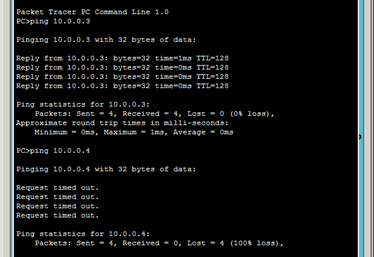 Packet Tracer PC Command Line 1.0
PC>ping 10.0.0.3
Pinging 10.0.0.3 with 32 bytes of data:
Reply from 10.0.0.3: bytes=32 time=1ms TTL=128
Reply from 10.0.0.3: bytes=32 time=0ms TTL=128
Reply from 10.0.0.3: bytes=32 time=0ms TTL=128
Reply from 10.0.0.3: bytes=32 time=0ms TTL=128
Ping statistics for 10.0.0.3:
Packets: Sent = 4, Received = 4, Lost = 0 (0% loss),
Approximate round trip times in milli-seconds:
Minimum = 0ms, Maximum = 1ms, Average = 0ms
PC>ping 10.0.0.4
Pinging 10.0.0.4 with 32 bytes of data:
Request timed out.
Request timed out.
Request timed out.
Request timed out.
Ping statistics for 10.0.0.4:
Packets: Sent = 4, Received = 0, Lost = 4 (100% loss),